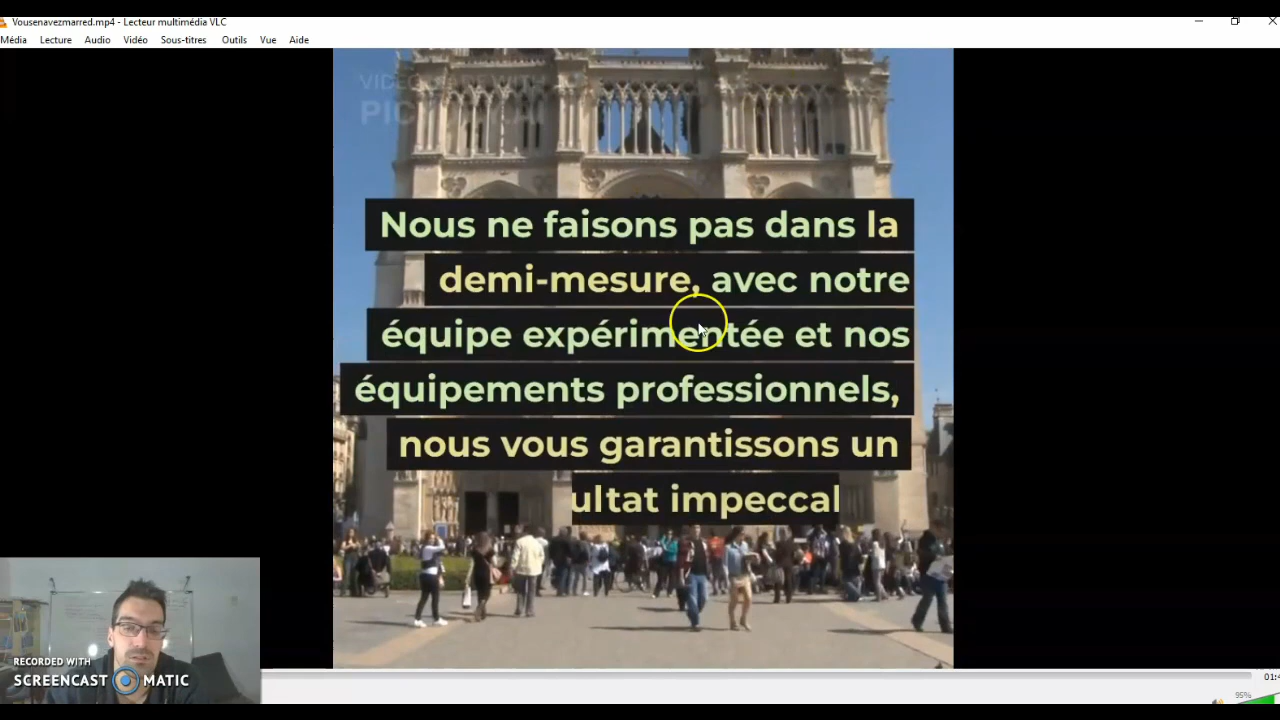 Vousenavezmarred.mp4 - Lecteur multimédia VLC
Média Lecture Audio Vidéo Sous-titres Outils Vue Aide
Nous ne faisons pas dans la
demi-mesure, avec notre
équipe expérimentée et nos
équipements professionnels,
nous vous garantissons un
ultat impeccal
RECORDED WITH
SCREENCAST MATIC
95%